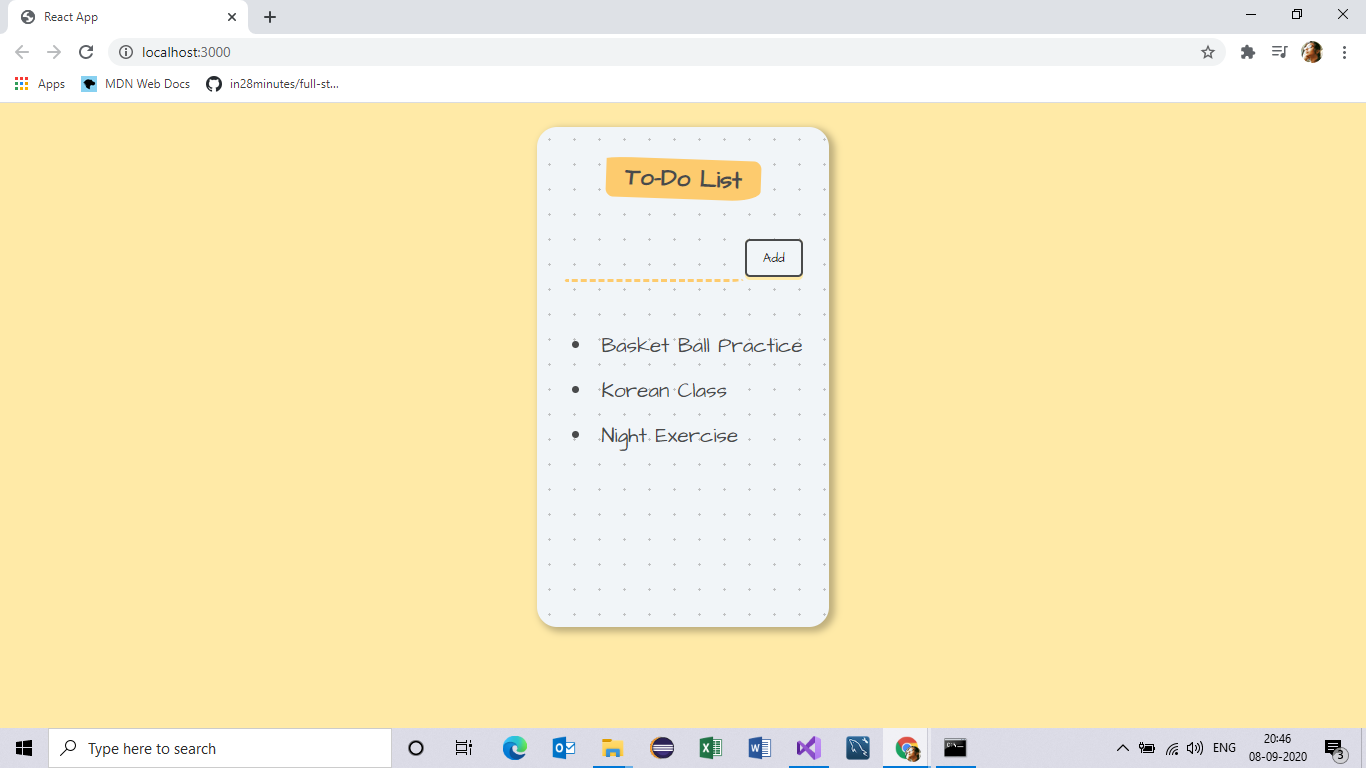 React App
localhost:3000
Apps MDN Web Docs in28minutes/full-st...
To-Do List
Add
Basket Ball Practice
Korean Class
Night Exercise
Type here to search
ENG
20:46
08-09-2020
3